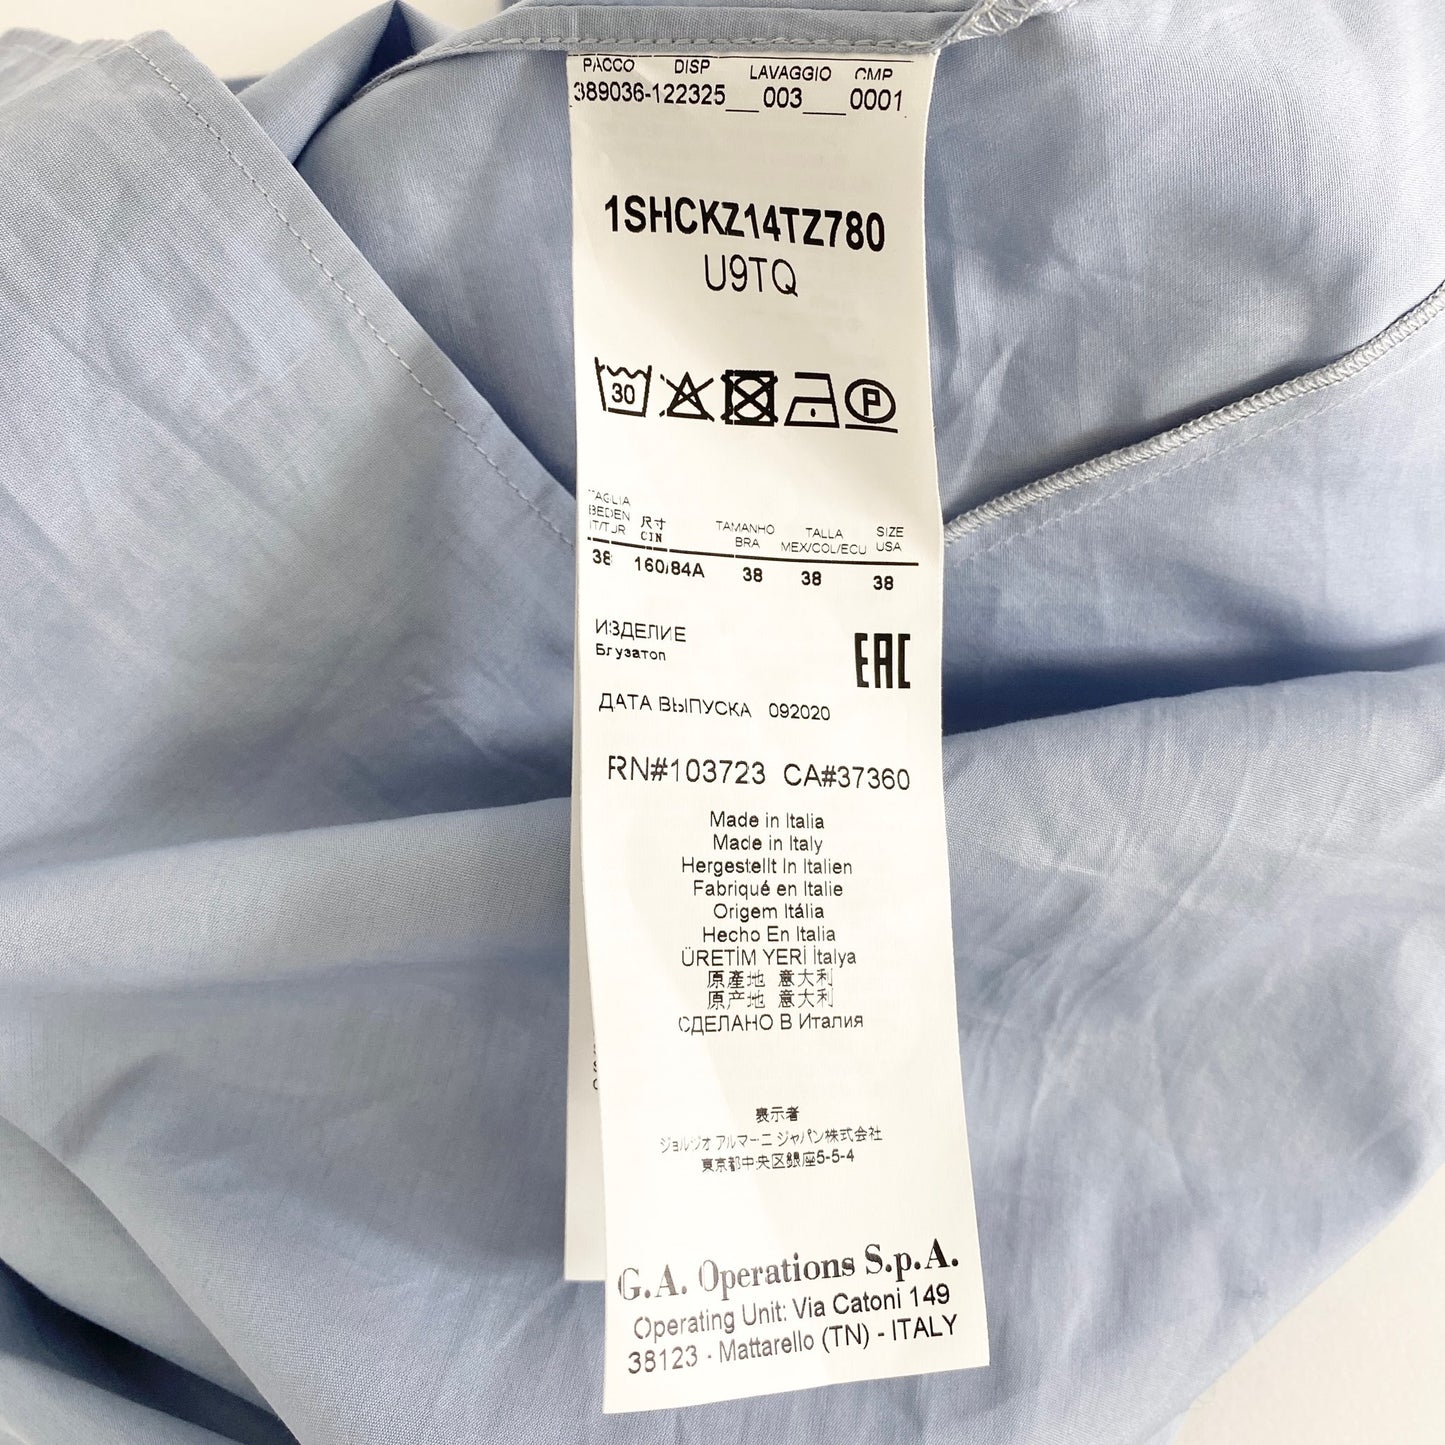 PACCO DISP LAVAGGIO CMP
389036-122325___003___0001
1SHCKZ14TZ780
U9TQ
30 P
TAGLIA
BEDEN
IT/TUR
尺寸
CIN
TAMANHO
BRA
TALLA
MEX/COL/ECU
SIZE
USA
38 160/84A 38 38 38
ИЗДЕЛИЕ
EAC
ДАТА ВЫПУСКА 092020
RN#103723 CA#37360
Made in Italia
Made in Italy
Hergestellt In Italien
Fabriqué en Italie
Origem Itália
Hecho En Italia
ÜRETİM YERİ İtalya
原產地 意大利
原产地 意大利
СДЕЛАНО В Италия
表示者
ジョルジオ アルマーニ ジャパン株式会社
東京都中央区銀座5-5-4
G.A. Operations S.p.A.
Operating Unit: Via Catoni 149
38123 - Mattarello (TN) - ITALY